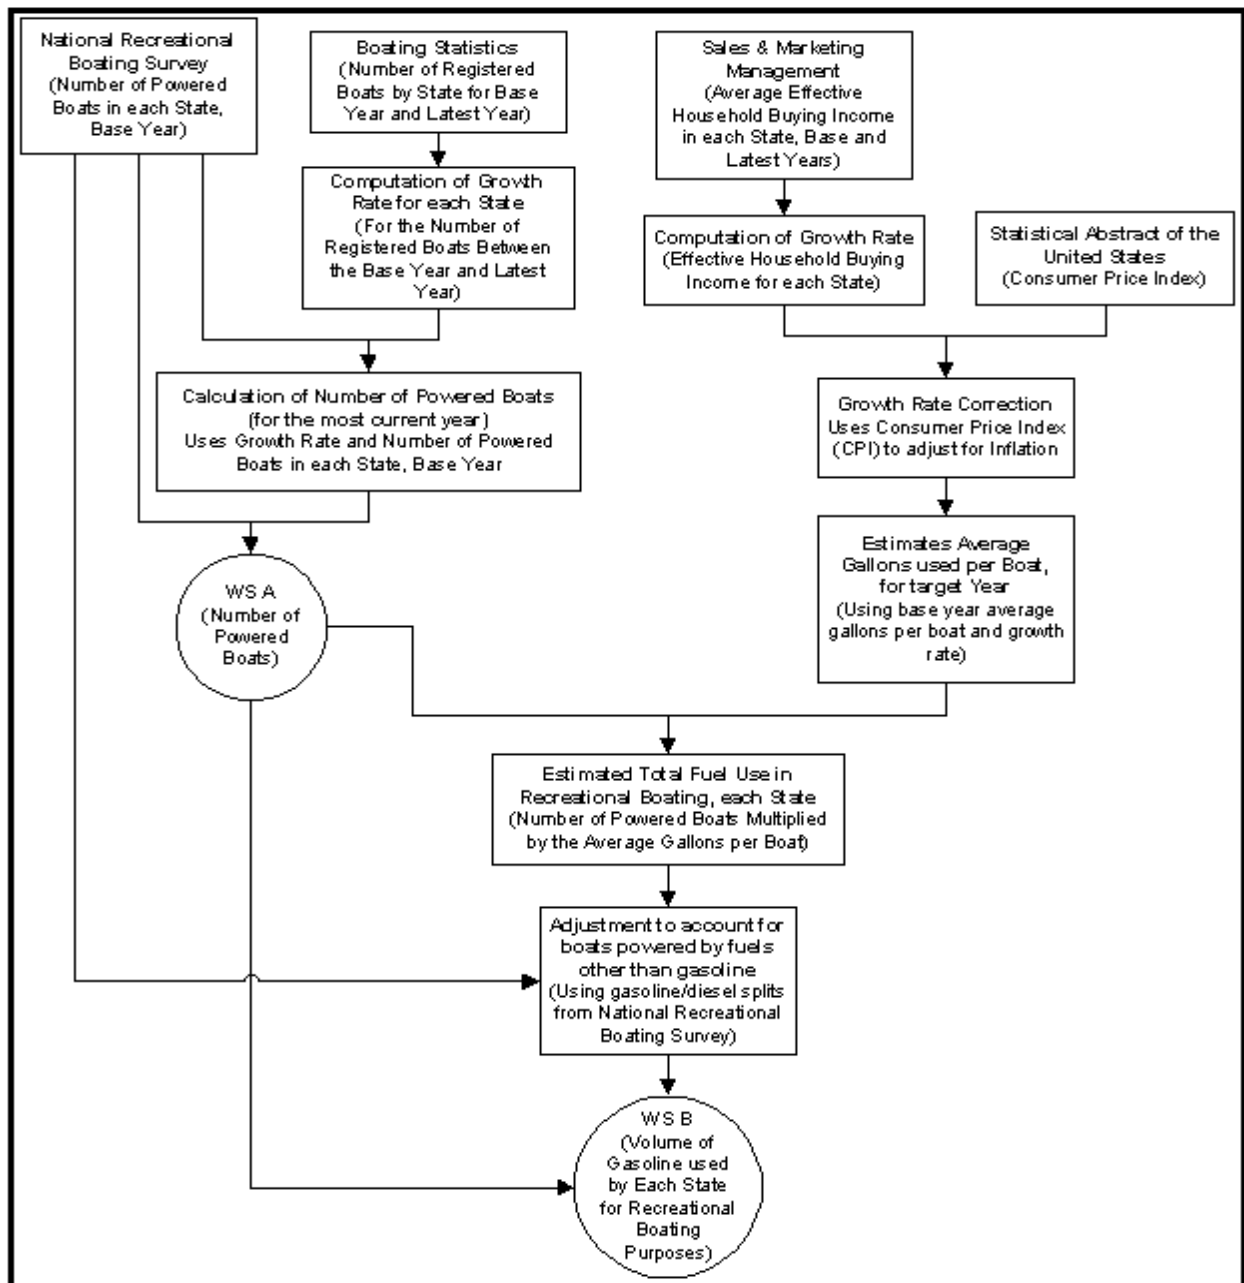 National Recreational
Boating Survey
(Number of Powered
Boats in each State,
Base Year)
Boating Statistics
(Number of Registered
Boats by State for Base
Year and Latest Year)
Sales & Marketing
Management
(Average Effective
Household Buying Income
in each State, Base and
Latest Years)
Computation of Growth
Rate for each State
(For the Number of
Registered Boats Between
the Base Year and Latest
Year)
Computation of Growth Rate
(Effective Household Buying
Income for each State)
Statistical Abstract of the
United States
(Consumer Price Index)
Calculation of Number of Powered Boats
(for the most current year)
Uses Growth Rate and Number of Powered
Boats in each State, Base Year
Growth Rate Correction
Uses Consumer Price Index
(CPI) to adjust for Inflation
WS A
(Number of
Powered
Boats)
Estimates Average
Gallons used per Boat,
for target Year
(Using base year average
gallons per boat and growth
rate)
Estimated Total Fuel Use in
Recreational Boating, each State
(Number of Powered Boats Multiplied
by the Average Gallons per Boat)
Adjustment to account for
boats powered by fuels
other than gasoline
(Using gasoline/diesel splits
from National Recreational
Boating Survey)
WS B
(Volume of
Gasoline used
by Each State
for Recreational
Boating
Purposes)